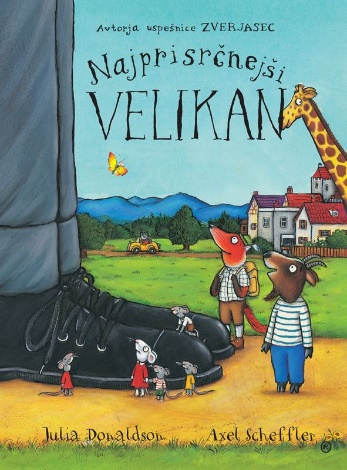 Avtorja uspešnice ZVERJASEC
Najprisrčnejši
VELIKAN
Julia Donaldson Axel Scheffler